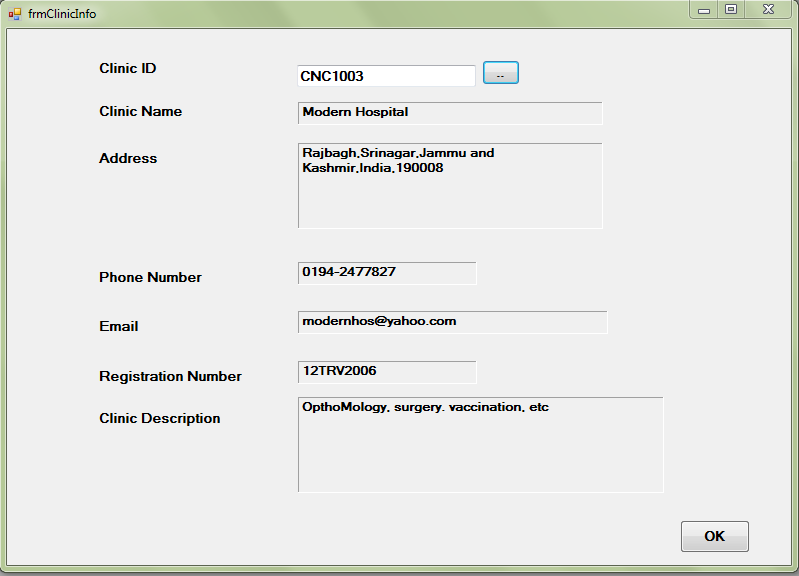 frmClinicInfo
Clinic ID
CNC1003
--
Clinic Name
Modern Hospital
Address
Rajbagh,Srinagar,Jammu and
Kashmir,India,190008
Phone Number
0194-2477827
Email
modernhos@yahoo.com
Registration Number
12TRV2006
Clinic Description
OpthoMology, surgery. vaccination, etc
OK